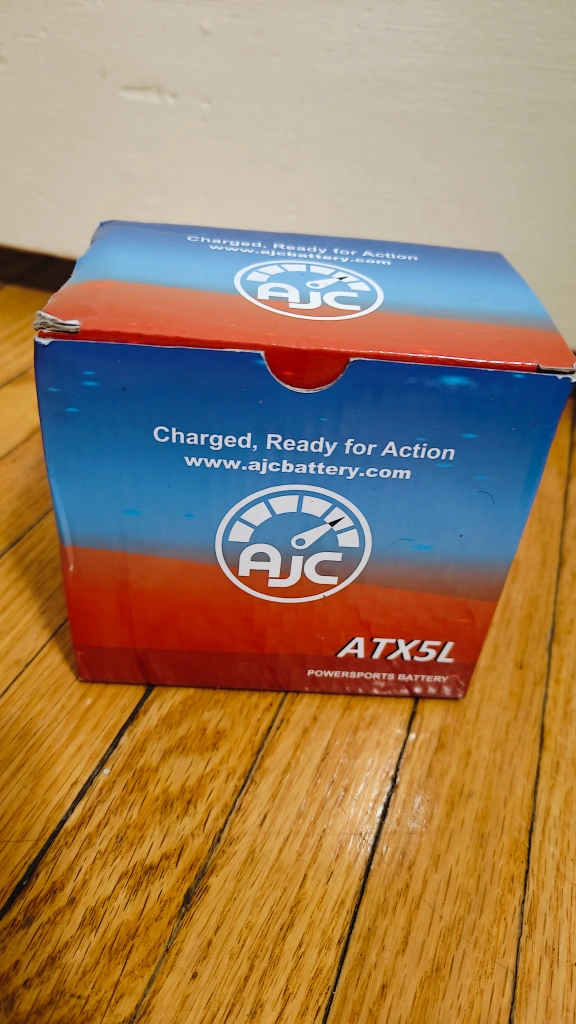 Charged, Ready for Action
www.ajcbattery.com
AJC
Charged, Ready for Action
www.ajcbattery.com
AJC
ATX5L
POWERSPORTS BATTERY